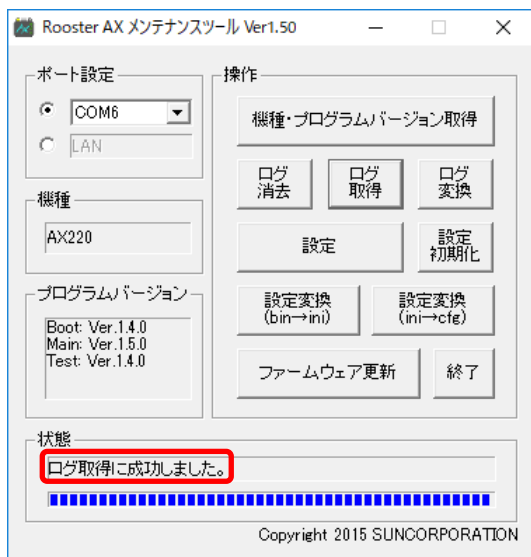 Rooster AX メンテナンスツール Ver1.50
ポート設定
COM6
LAN
機種
AX220
プログラムバージョン
Boot: Ver.1.4.0
Main: Ver.1.5.0
Test: Ver.1.4.0
操作
機種・プログラムバージョン取得
ログ
消去
ログ
取得
ログ
変換
設定
設定
初期化
設定変換
(bin→ini)
設定変換
(ini→cfg)
ファームウェア更新
終了
状態
ログ取得に成功しました。
Copyright 2015 SUNCORPORATION